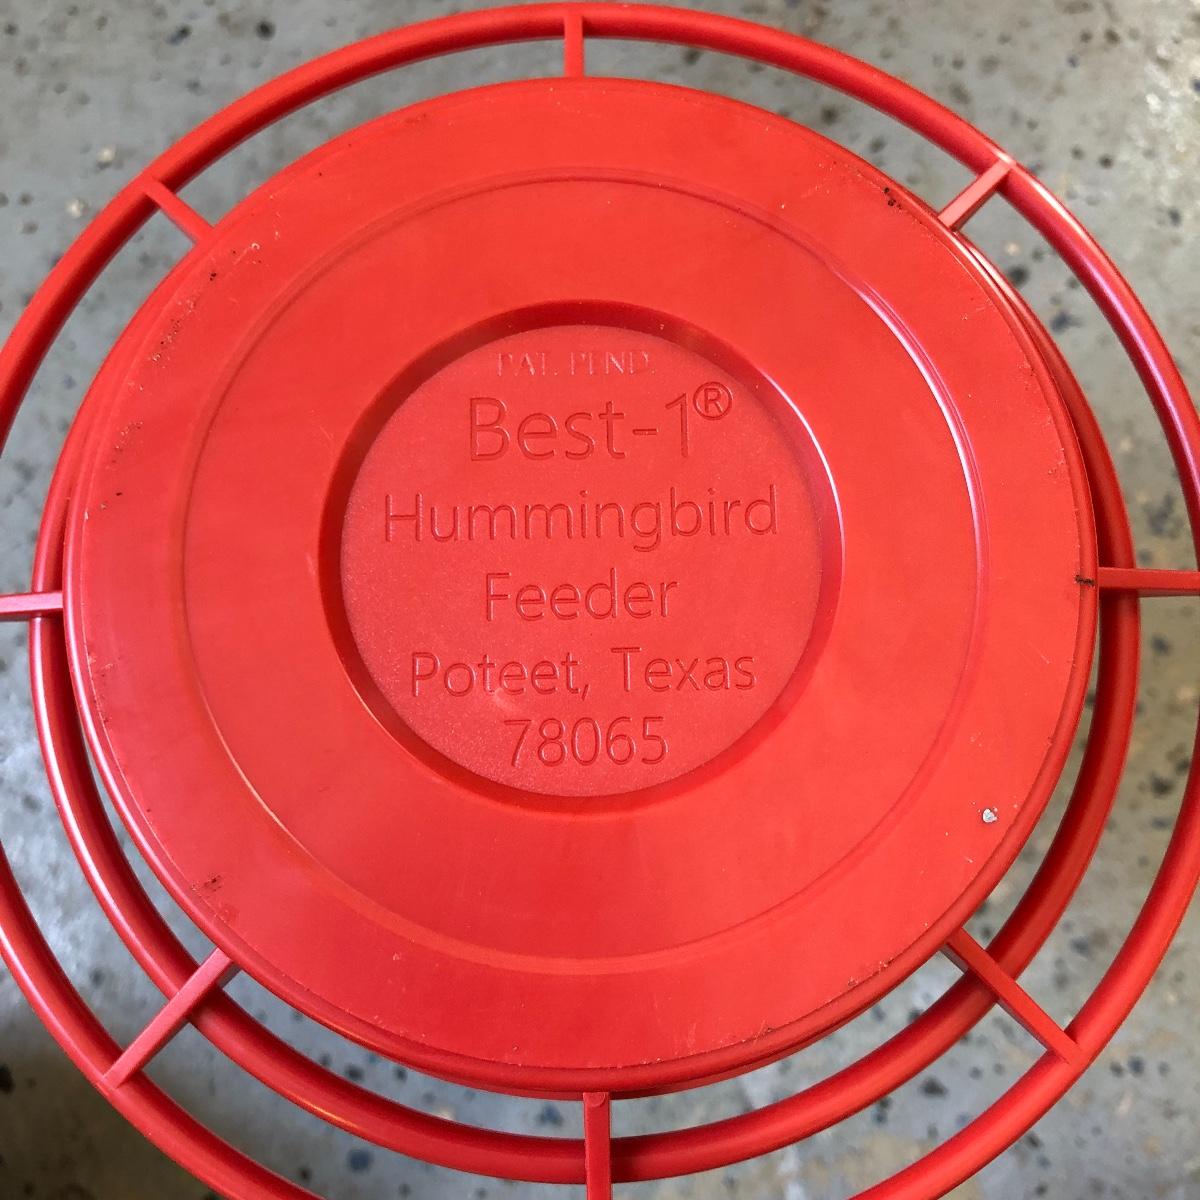 PAT. PEND.
Best-1®
Hummingbird
Feeder
Poteet, Texas
78065